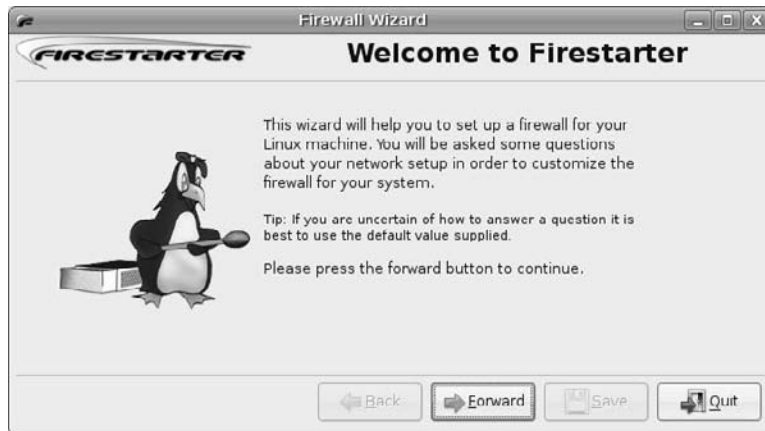 Firewall Wizard
FIRESTARTER
Welcome to Firestarter
This wizard will help you to set up a firewall for your
Linux machine. You will be asked some questions
about your network setup in order to customize the
firewall for your system.
Tip: If you are uncertain of how to answer a question it is
best to use the default value supplied.
Please press the forward button to continue.
Back
Forward
Save
Quit